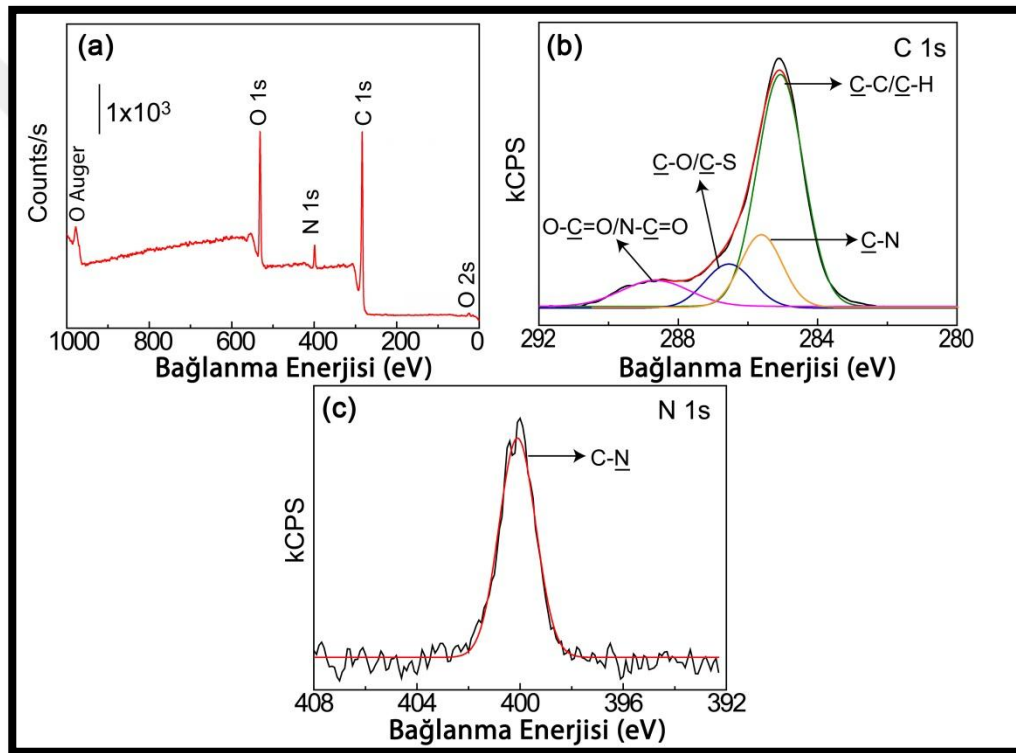 (a)
1x10³
Counts/s
O Auger
O 1s
N 1s
C 1s
O 2s
1000 800 600 400 200 0
Bağlanma Enerjisi (eV)
(b)
C 1s
kCPS
C-C/C-H
C-O/C-S
O-C=O/N-C=O
C-N
292 288 284 280
Bağlanma Enerjisi (eV)
(c)
N 1s
kCPS
C-N
408 404 400 396 392
Bağlanma Enerjisi (eV)